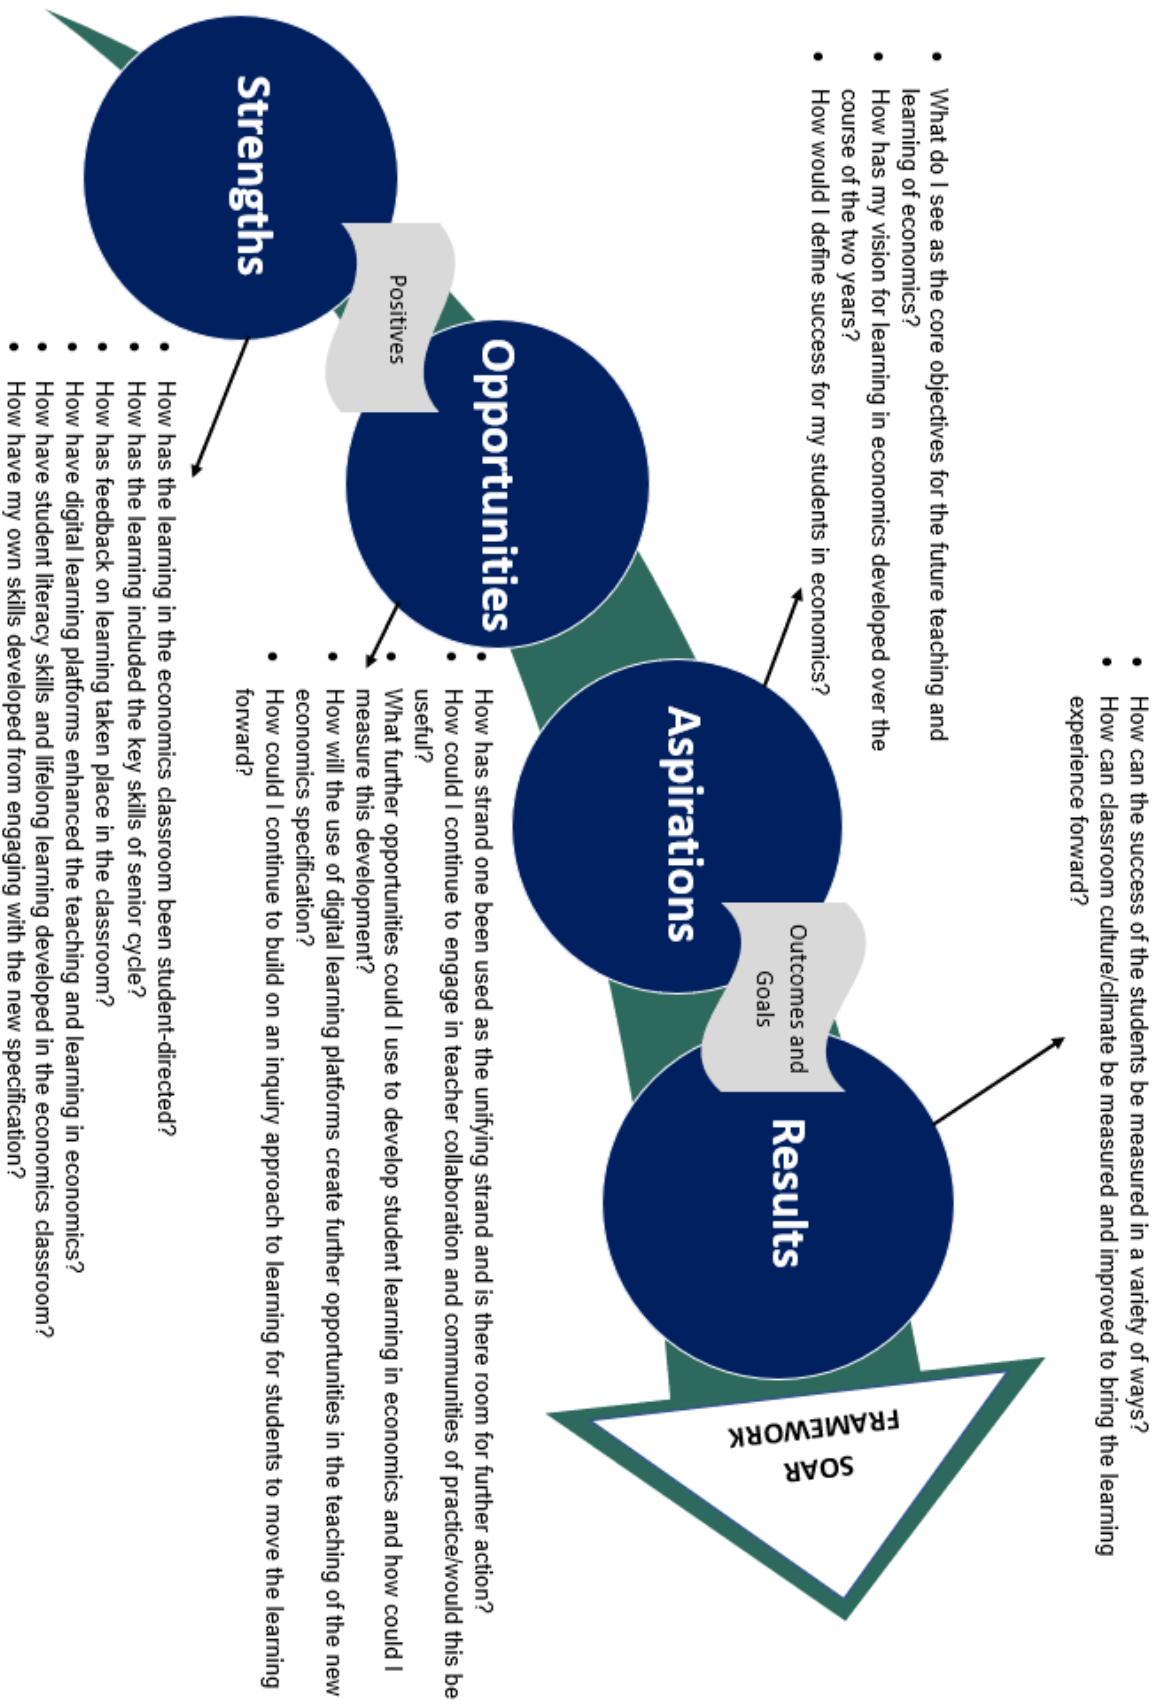 Strengths
Positives
Opportunities
Aspirations
Outcomes and
Goals
Results
SOAR
FRAMEWORK
• How can the success of the students be measured in a variety of ways?
• How can classroom culture/climate be measured and improved to bring the learning
experience forward?
• What do I see as the core objectives for the future teaching and
learning of economics?
• How has my vision for learning in economics developed over the
course of the two years?
• How would I define success for my students in economics?
• How has strand one been used as the unifying strand and is there room for further action?
• How could I continue to engage in teacher collaboration and communities of practice/would this be
useful?
• What further opportunities could I use to develop student learning in economics and how could I
measure this development?
• How will the use of digital learning platforms create further opportunities in the teaching of the new
economics specification?
• How could I continue to build on an inquiry approach to learning for students to move the learning
forward?
• How has the learning in the economics classroom been student-directed?
• How has the learning included the key skills of senior cycle?
• How has feedback on learning taken place in the classroom?
• How have digital learning platforms enhanced the teaching and learning in economics?
• How have student literacy skills and lifelong learning developed in the economics classroom?
• How have my own skills developed from engaging with the new specification?